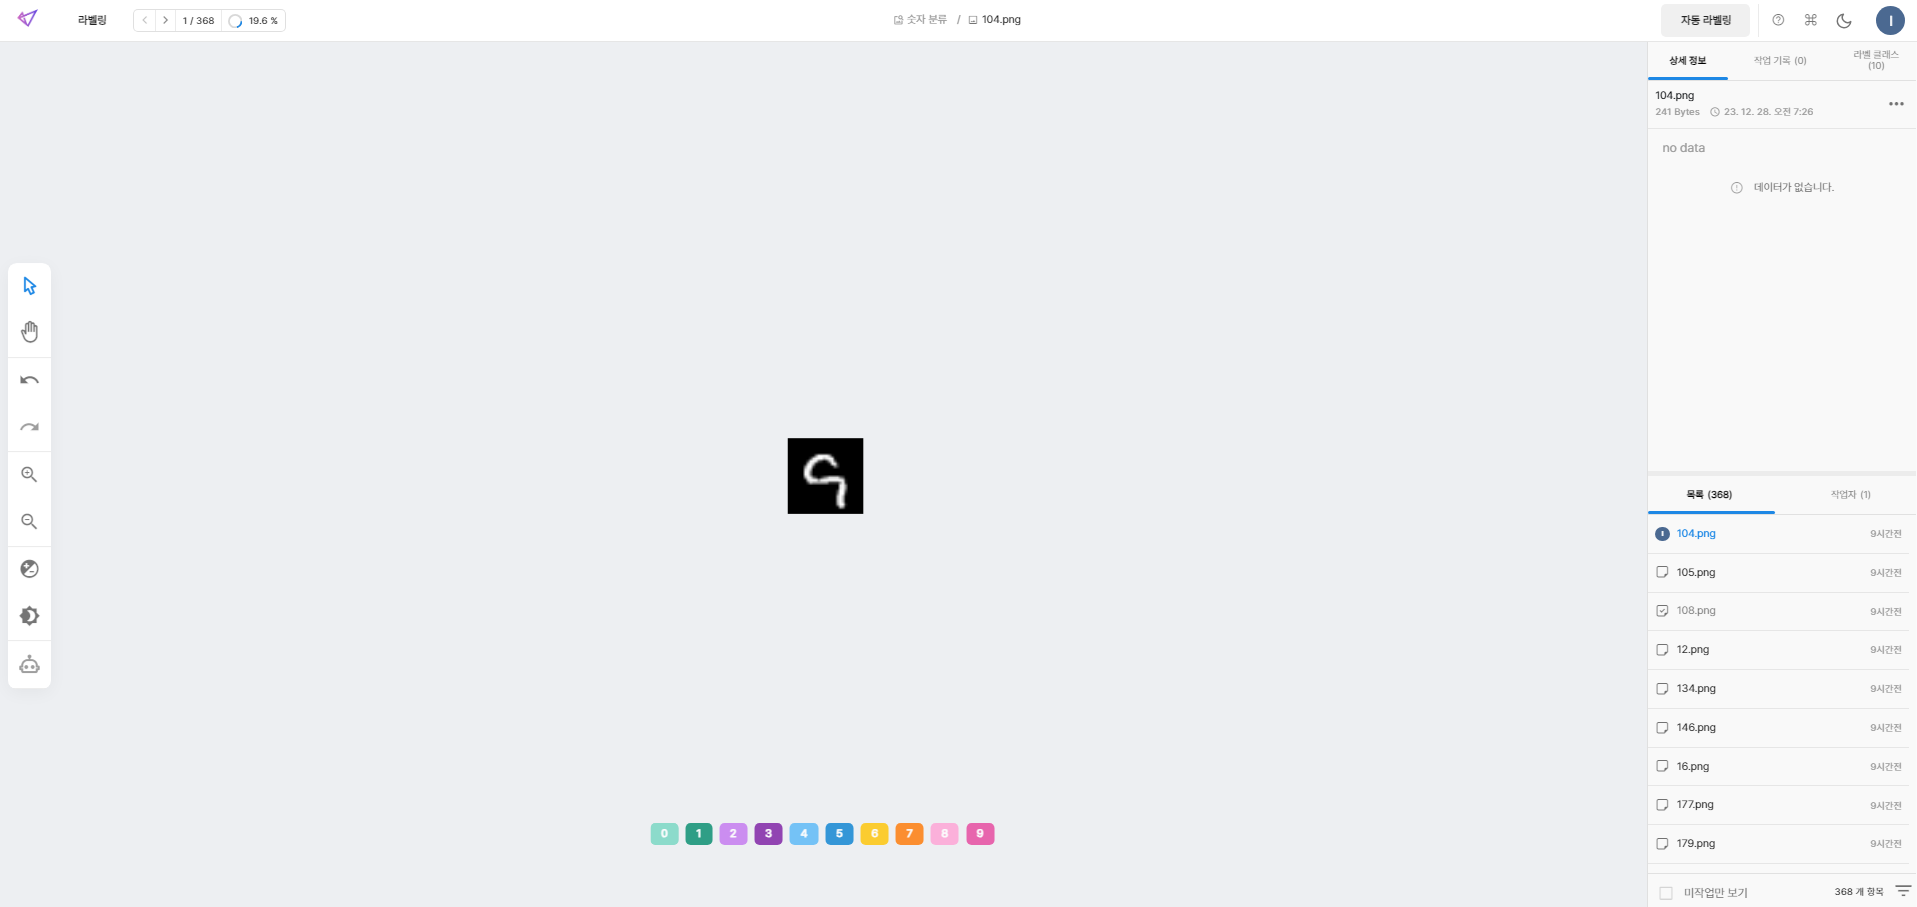 라벨링 1 / 368 19.6 % 숫자 분류 / 104.png 자동 라벨링 I
상세 정보 작업 기록 (0) 라벨 클래스 (10)
104.png
241 Bytes 23. 12. 28. 오전 7:26
no data
데이터가 없습니다.
9
0 1 2 3 4 5 6 7 8 9
목록 (368) 작업자 (1)
I 104.png 9시간전
105.png 9시간전
108.png 9시간전
12.png 9시간전
134.png 9시간전
146.png 9시간전
16.png 9시간전
177.png 9시간전
179.png 9시간전
미작업만 보기 368 개 항목